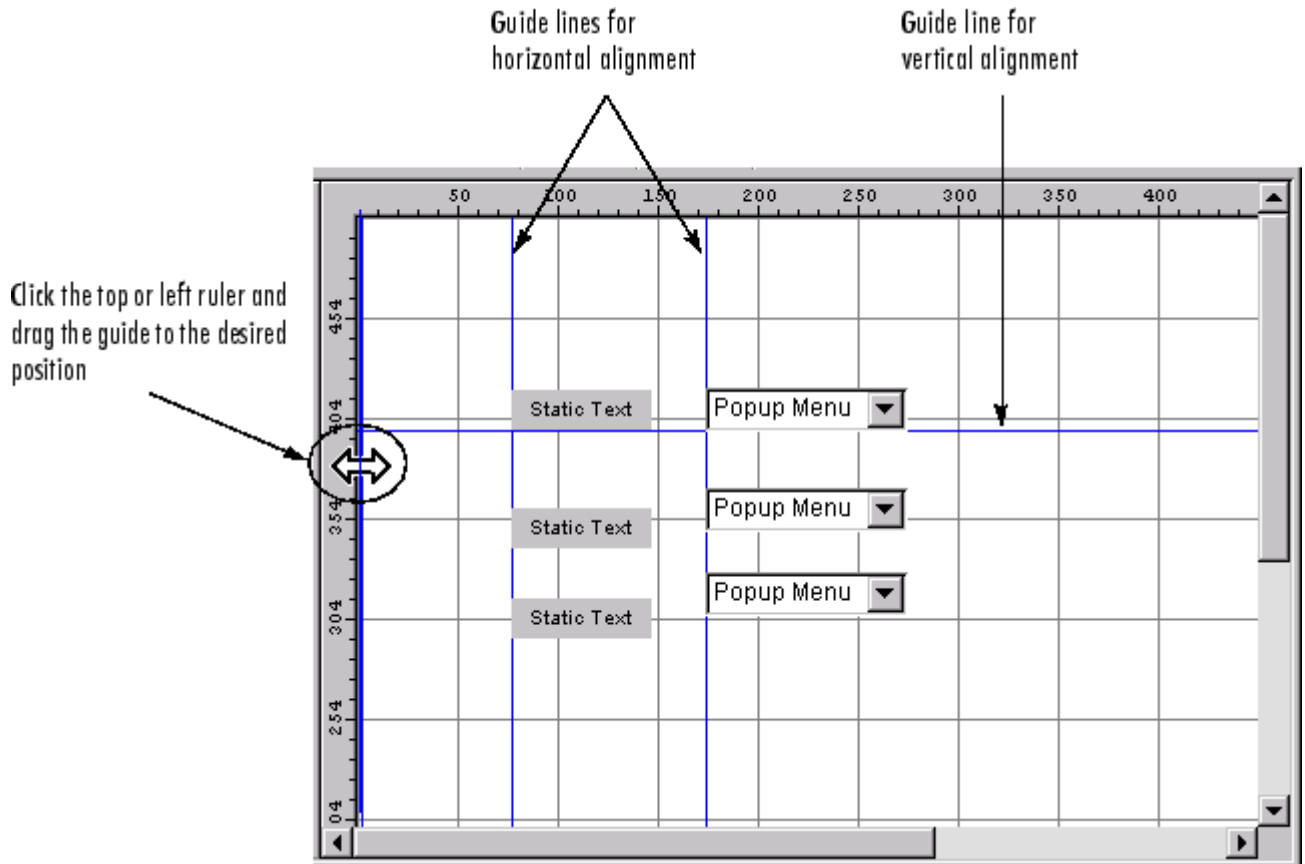 Guide lines for
horizontal alignment
Guide line for
vertical alignment
50 100 150 200 250 300 350 400
Click the top or left ruler and
drag the guide to the desired
position
454
404
354
304
254
04
Static Text
Popup Menu
Static Text
Popup Menu
Static Text
Popup Menu